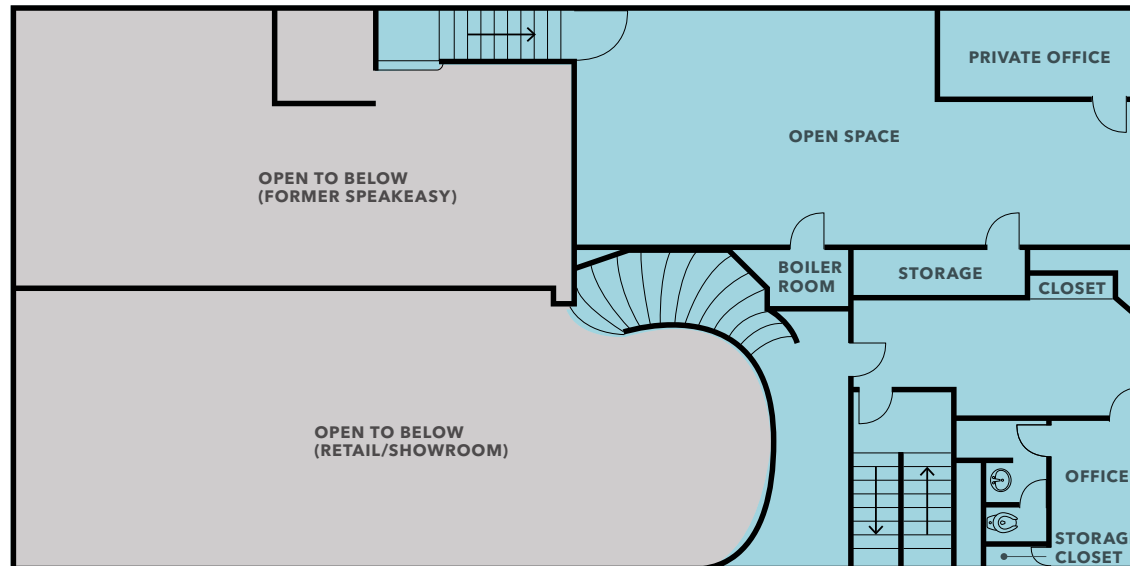 PRIVATE OFFICE
OPEN SPACE
OPEN TO BELOW
(FORMER SPEAKEASY)
BOILER
ROOM
STORAGE
CLOSET
OPEN TO BELOW
(RETAIL/SHOWROOM)
OFFICE
STORAG
CLOSET